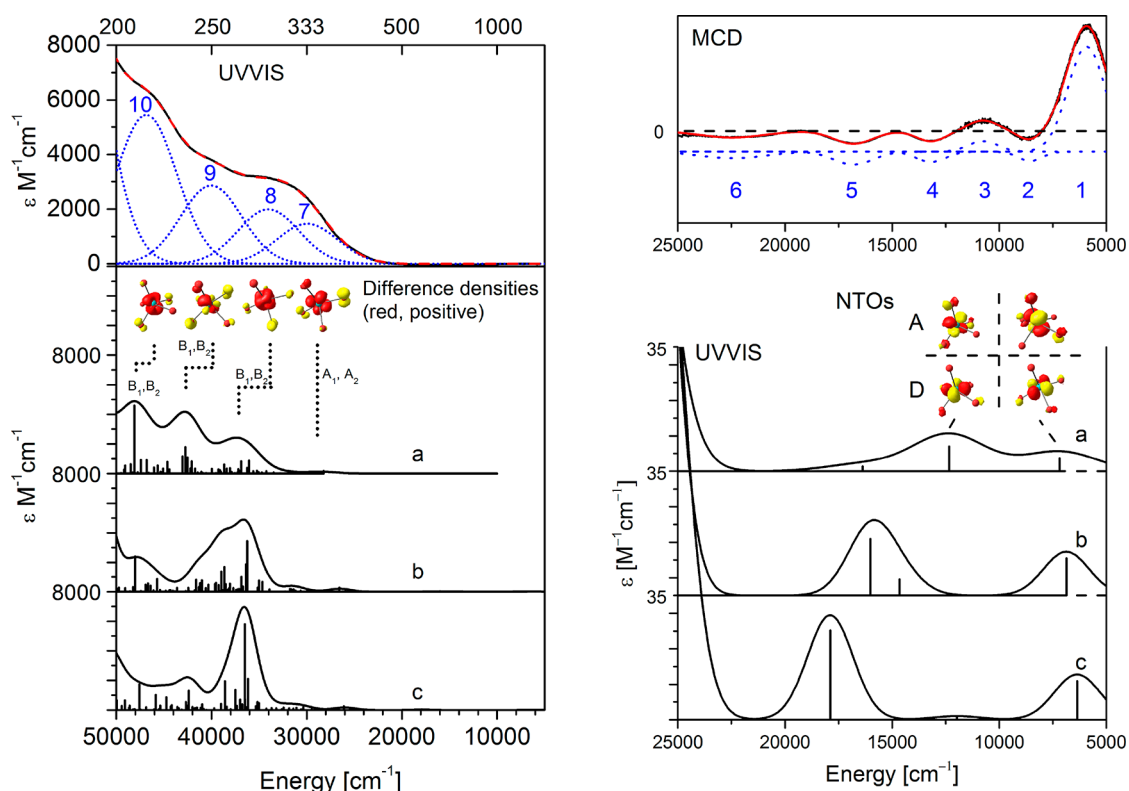 200 250 333 500 1000
8000
UVVIS
6000
10
4000
9
8
7
2000
0
ε M⁻¹cm⁻¹
Difference densities
(red, positive)
B₁,B₂
B₁,B₂
B₁,B₂
A₁, A₂
8000
a
8000
b
8000
c
ε M⁻¹cm⁻¹
50000 40000 30000 20000 10000
Energy [cm⁻¹]
MCD
0
6 5 4 3 2 1
25000 20000 15000 10000 5000
NTOs
A
D
35
UVVIS
a
35
b
35
c
ε [M⁻¹cm⁻¹]
25000 20000 15000 10000 5000
Energy [cm⁻¹]